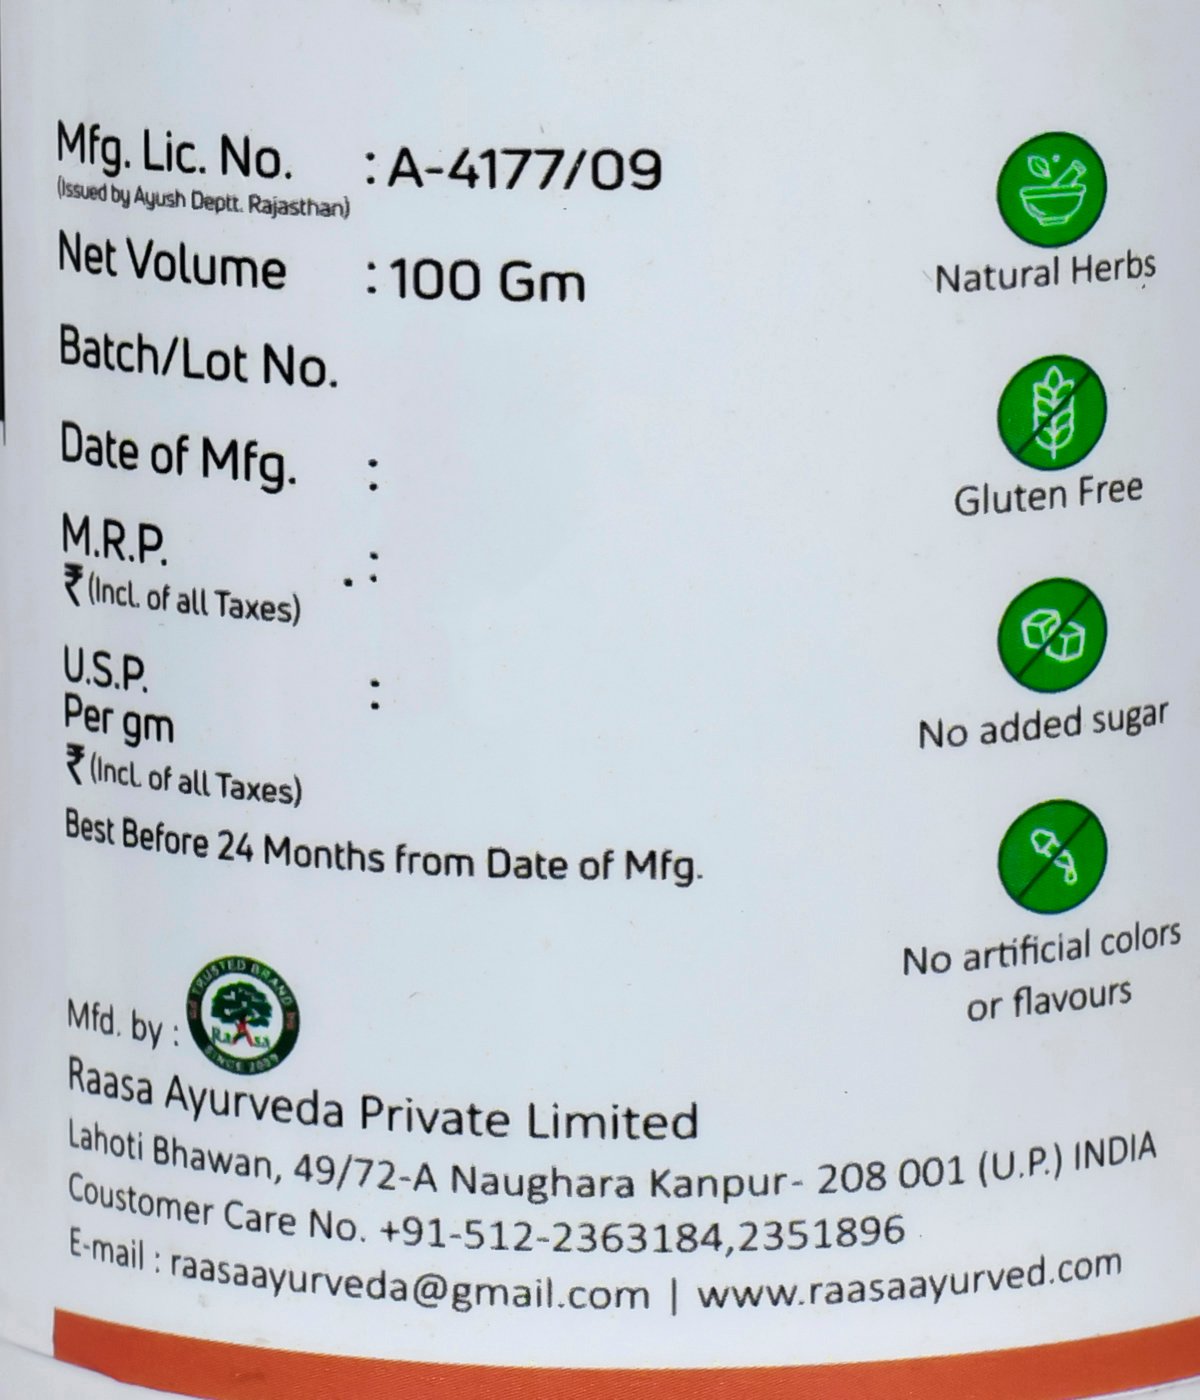 Mfg. Lic. No. : A-4177/09
(Issued by Ayush Deptt. Rajasthan)
Net Volume : 100 Gm
Batch/Lot No.
Date of Mfg. :
M.R.P. :
₹ (Incl. of all Taxes)
U.S.P. :
Per gm
₹ (Incl. of all Taxes)
Best Before 24 Months from Date of Mfg.
Natural Herbs
Gluten Free
No added sugar
No artificial colors
or flavours
Mfd. by :
TRUSTED BRAND
RaAsa
Raasa Ayurveda Private Limited
Lahoti Bhawan, 49/72-A Naughara Kanpur- 208 001 (U.P.) INDIA
Coustomer Care No. +91-512-2363184,2351896
E-mail : raasaayurveda@gmail.com | www.raasaayurved.com